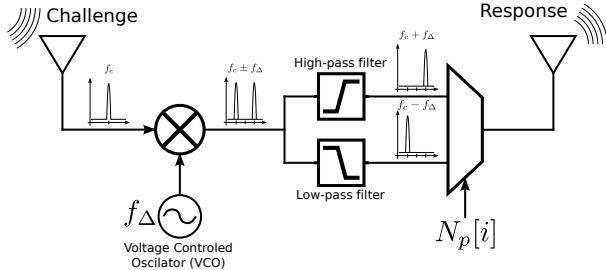 Challenge
Response
f_c
f_c ± f_Δ
High-pass filter
f_c + f_Δ
f_c − f_Δ
Low-pass filter
f_Δ
Voltage Controled
Oscilator (VCO)
N_p[i]